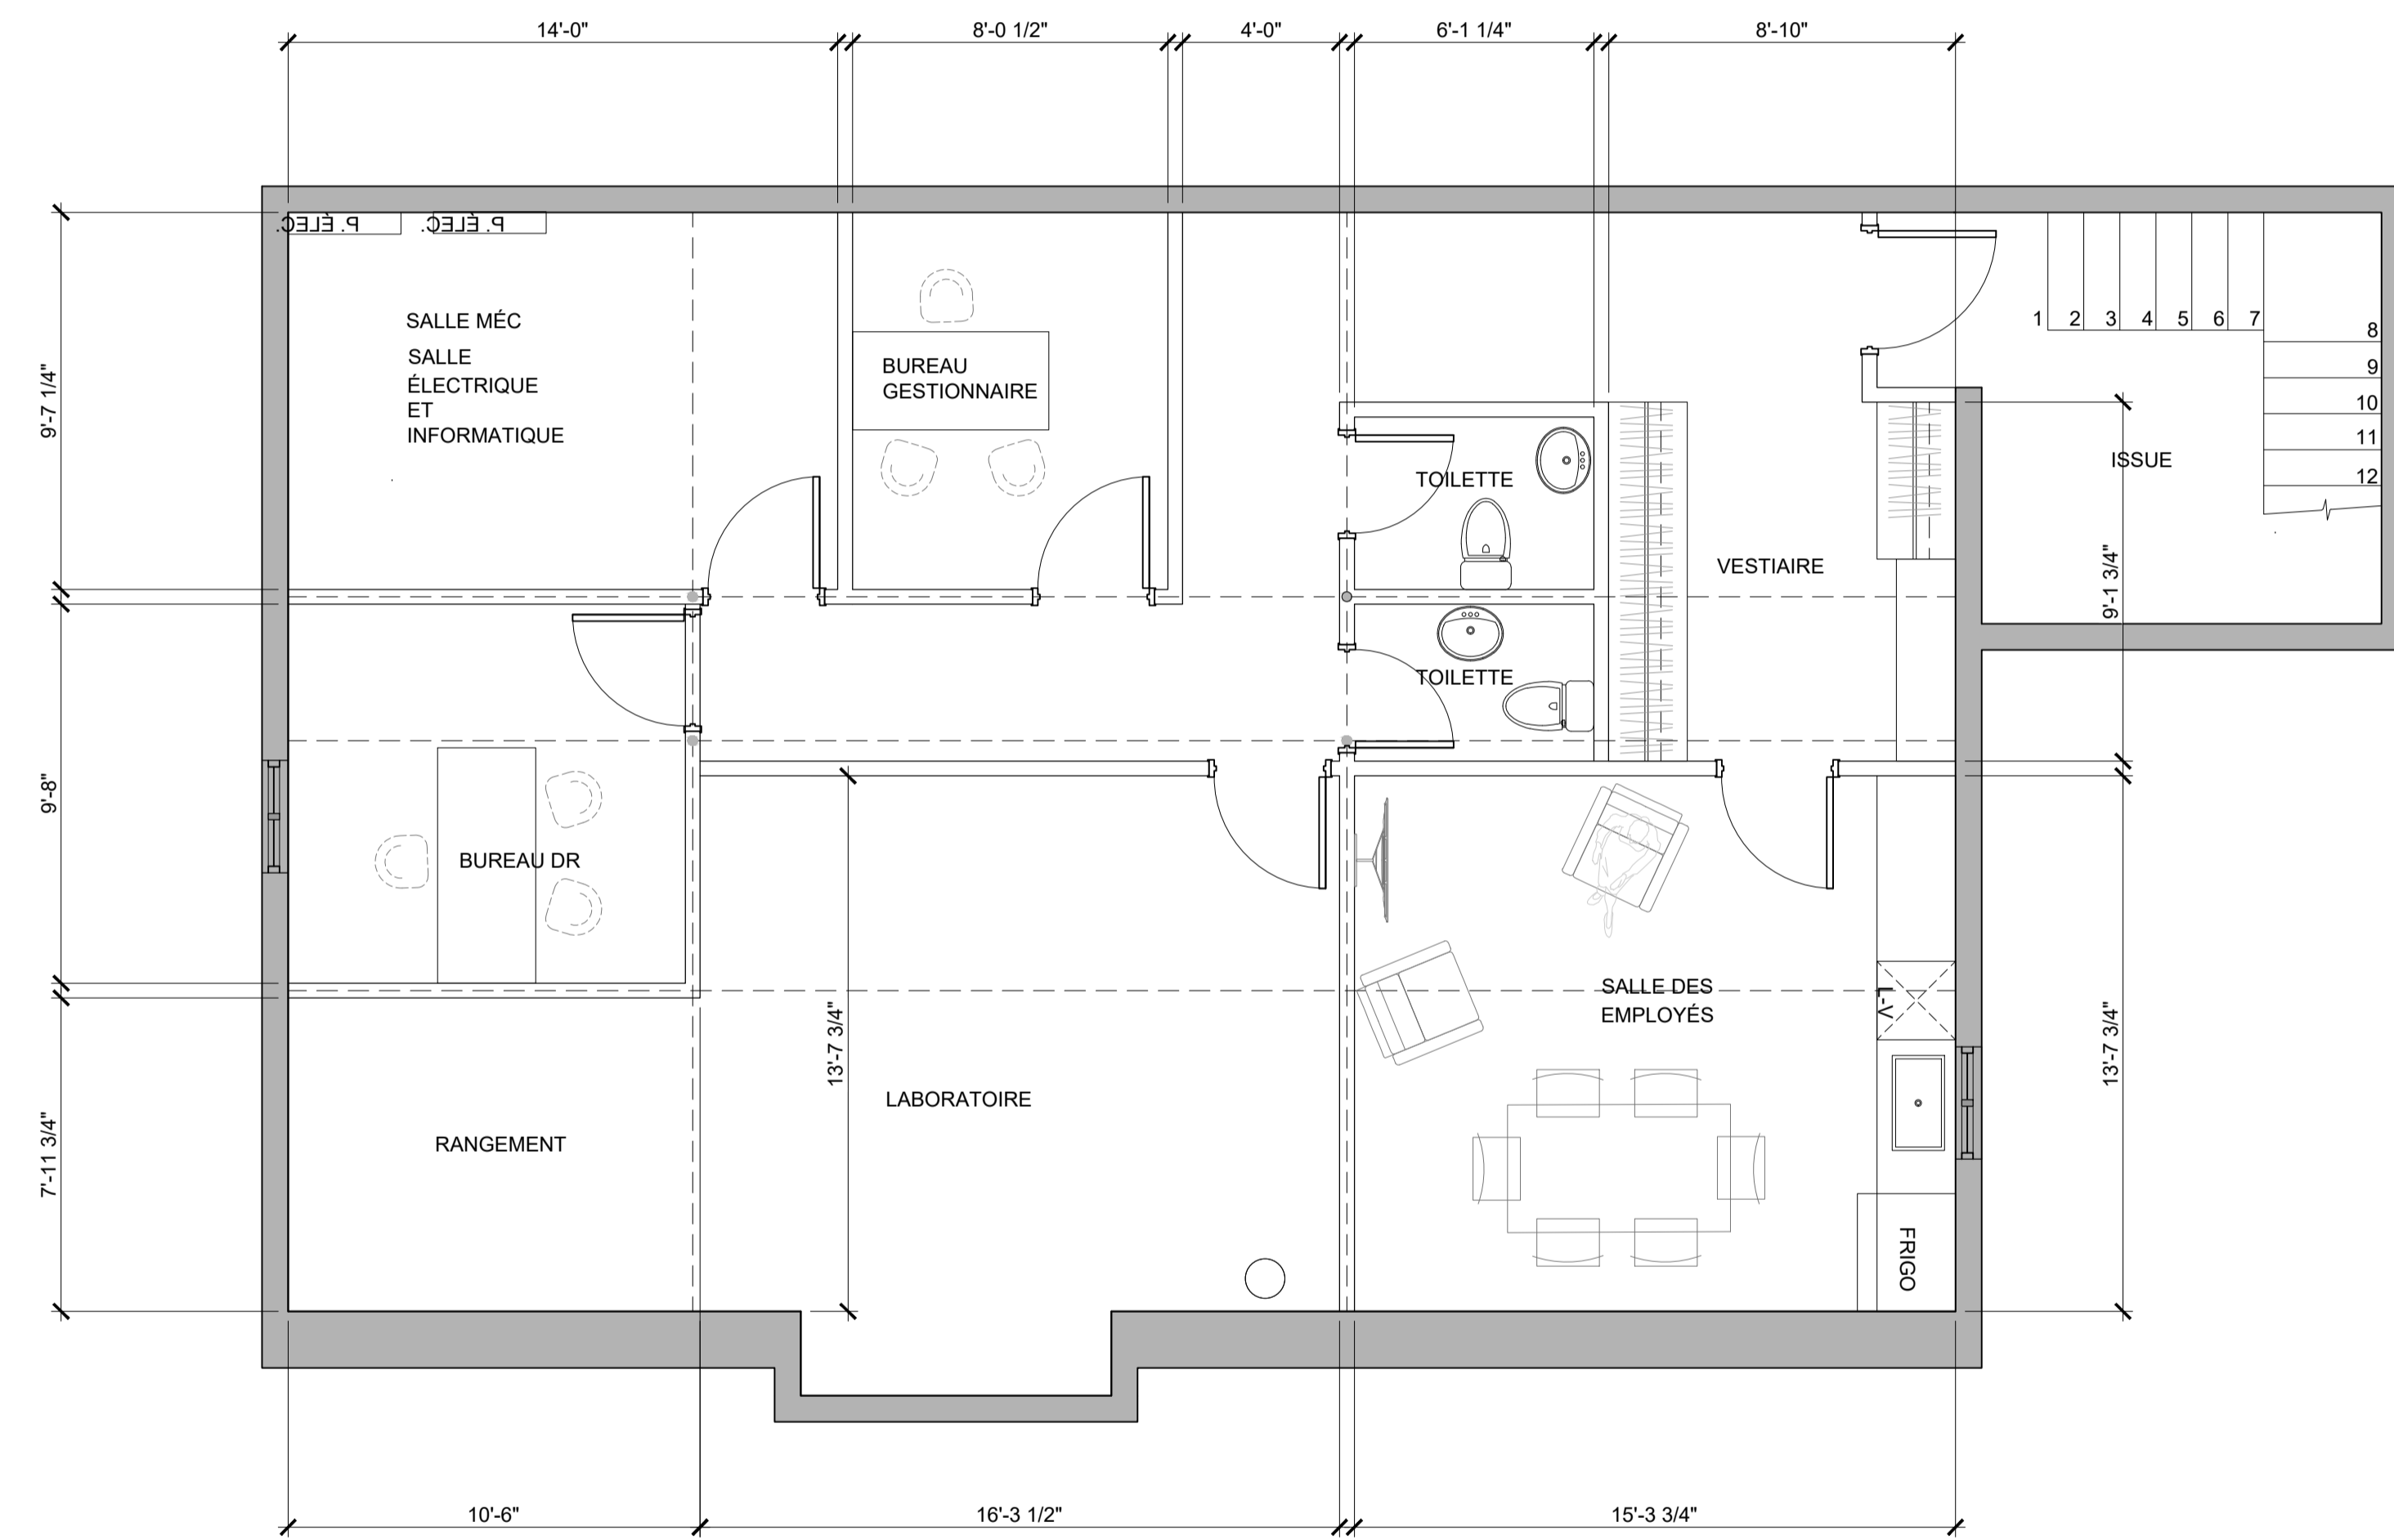 14'-0" 8'-0 1/2" 4'-0" 6'-1 1/4" 8'-10"
P. ÉLEC. P. ÉLEC.
SALLE MÉC
SALLE
ÉLECTRIQUE
ET
INFORMATIQUE
BUREAU
GESTIONNAIRE
1 2 3 4 5 6 7
8
9
10
11
12
ISSUE
TOILETTE
VESTIAIRE
TOILETTE
9'-7 1/4"
9'-1 3/4"
9'-8"
BUREAU DR
SALLE DES
EMPLOYÉS
L-V
13'-7 3/4"
13'-7 3/4"
LABORATOIRE
RANGEMENT
7'-11 3/4"
FRIGO
10'-6" 16'-3 1/2" 15'-3 3/4"